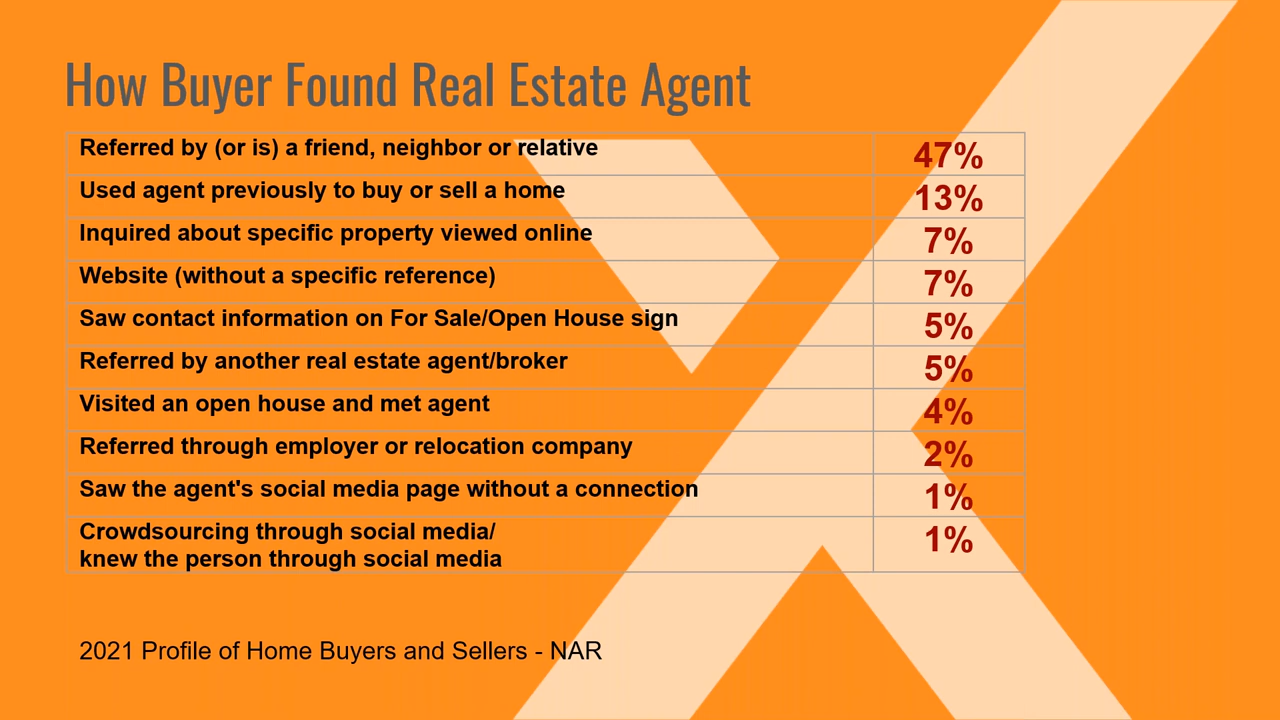 How Buyer Found Real Estate Agent
Referred by (or is) a friend, neighbor or relative 47%
Used agent previously to buy or sell a home 13%
Inquired about specific property viewed online 7%
Website (without a specific reference) 7%
Saw contact information on For Sale/Open House sign 5%
Referred by another real estate agent/broker 5%
Visited an open house and met agent 4%
Referred through employer or relocation company 2%
Saw the agent's social media page without a connection 1%
Crowdsourcing through social media/ 1%
knew the person through social media
2021 Profile of Home Buyers and Sellers - NAR